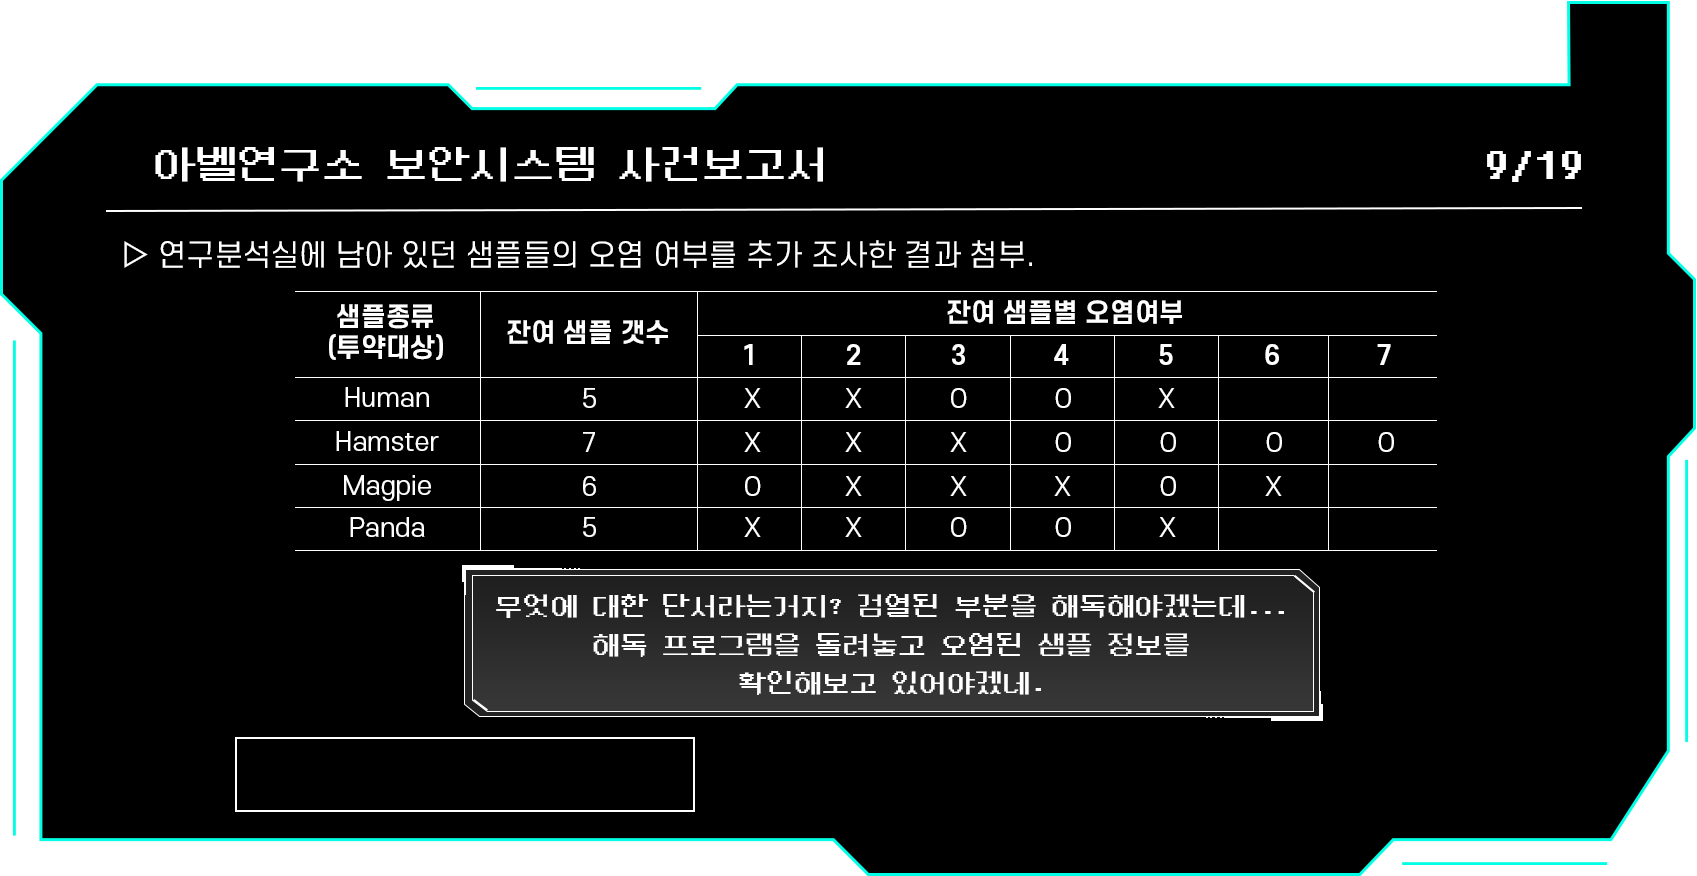 아벨연구소 보안시스템 사건보고서 9/19
▷ 연구분석실에 남아 있던 샘플들의 오염 여부를 추가 조사한 결과 첨부.
샘플종류 (투약대상) 잔여 샘플 갯수 잔여 샘플별 오염여부
1 2 3 4 5 6 7
Human 5 X X O O X
Hamster 7 X X X O O O O
Magpie 6 O X X X O X
Panda 5 X X O O X
무엇에 대한 단서라는거지? 검열된 부분을 해독해야겠는데...
해독 프로그램을 돌려놓고 오염된 샘플 정보를
확인해보고 있어야겠네.